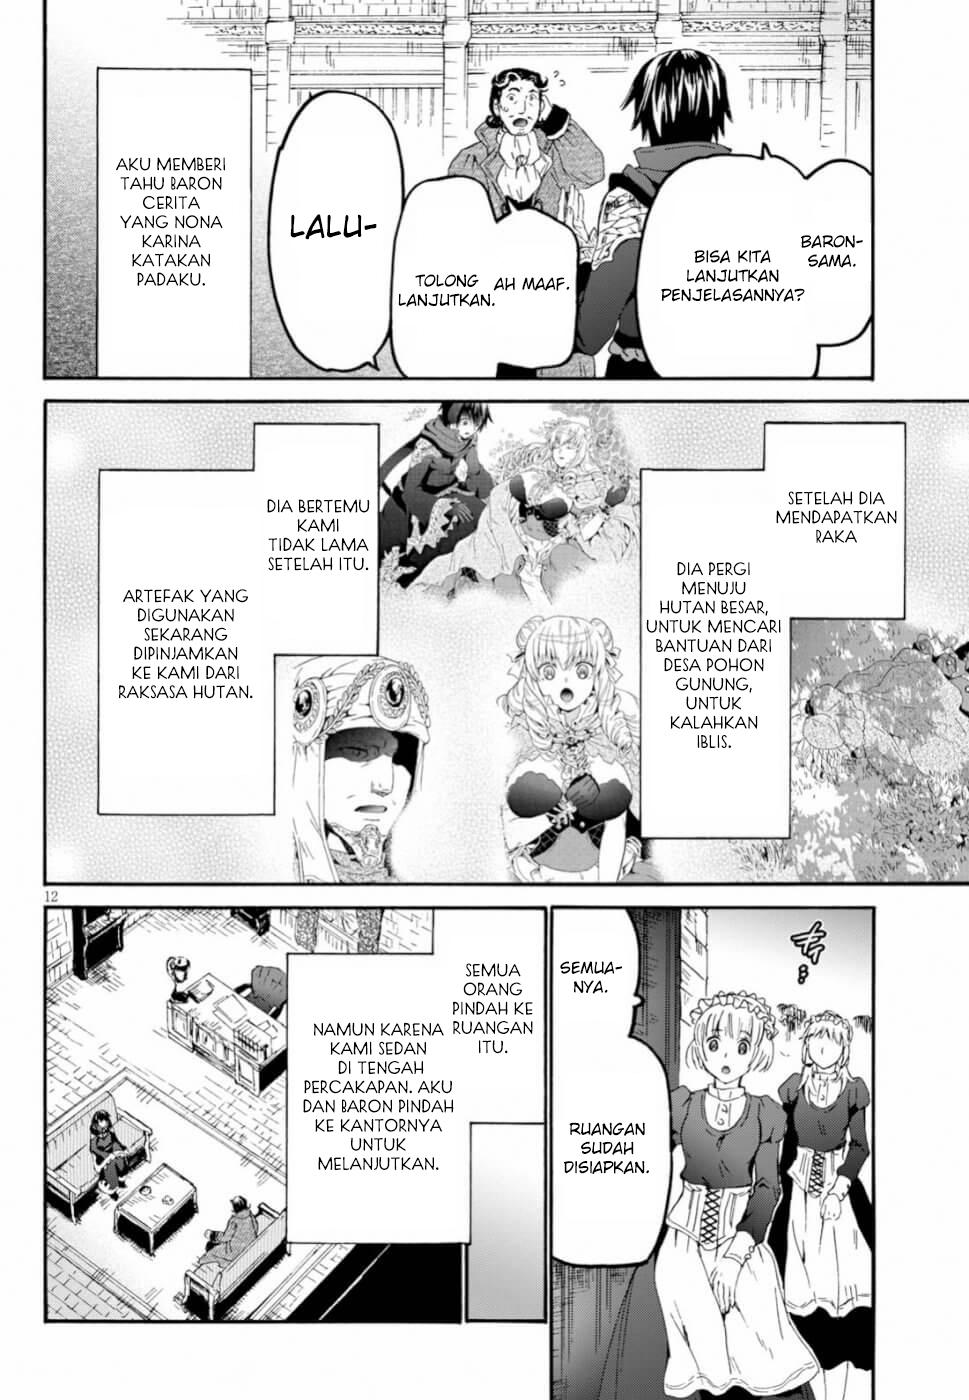 BARON-
SAMA.
BISA KITA
LANJUTKAN
PENJELASANNYA?
AH MAAF.
TOLONG
LANJUTKAN.
LALU-
AKU MEMBERI
TAHU BARON
CERITA
YANG NONA
KARINA
KATAKAN
PADAKU.
SETELAH DIA
MENDAPATKAN
RAKA
DIA PERGI
MENUJU
HUTAN BESAR,
UNTUK MENCARI
BANTUAN DARI
DESA POHON
GUNUNG,
UNTUK
KALAHKAN
IBLIS.
DIA BERTEMU
KAMI
TIDAK LAMA
SETELAH ITU.
ARTEFAK YANG
DIGUNAKAN
SEKARANG
DIPINJAMKAN
KE KAMI DARI
RAKSASA HUTAN.
12
SEMUA-
NYA.
RUANGAN
SUDAH
DISIAPKAN.
SEMUA
ORANG
PINDAH KE
RUANGAN
ITU.
NAMUN KARENA
KAMI SEDAN
DI TENGAH
PERCAKAPAN. AKU
DAN BARON PINDAH
KE KANTORNYA
UNTUK
MELANJUTKAN.